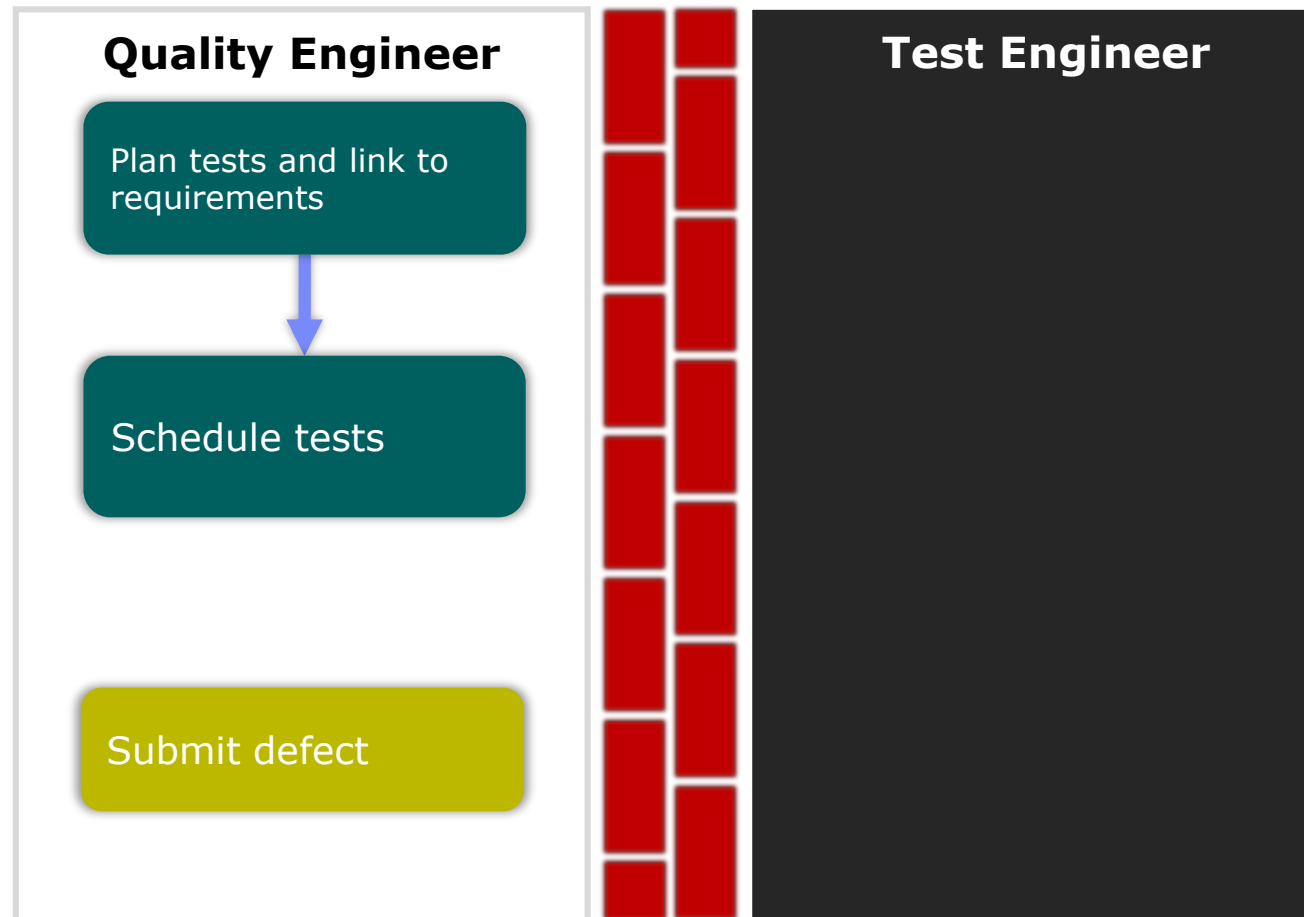 Quality Engineer
Plan tests and link to
requirements
Schedule tests
Submit defect
Test Engineer